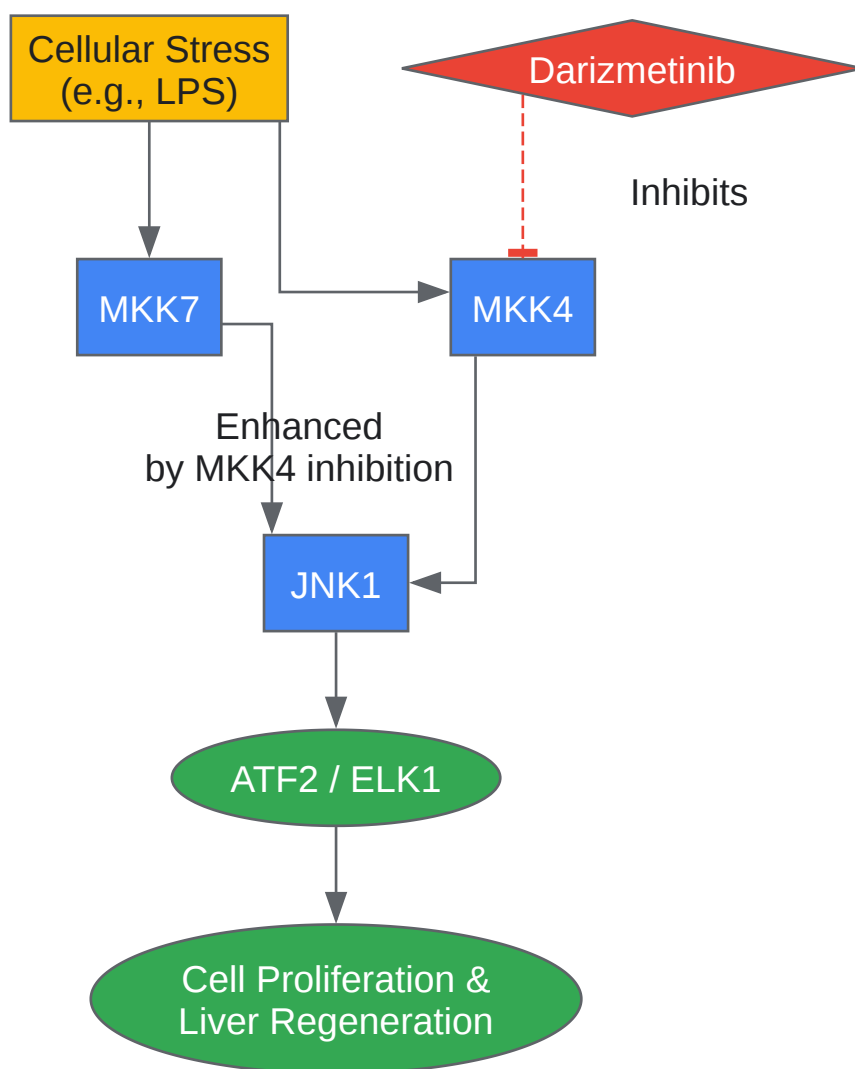 Cellular Stress
(e.g., LPS)
Darizmetinib
Inhibits
MKK7
MKK4
Enhanced
by MKK4 inhibition
JNK1
ATF2 / ELK1
Cell Proliferation &
Liver Regeneration